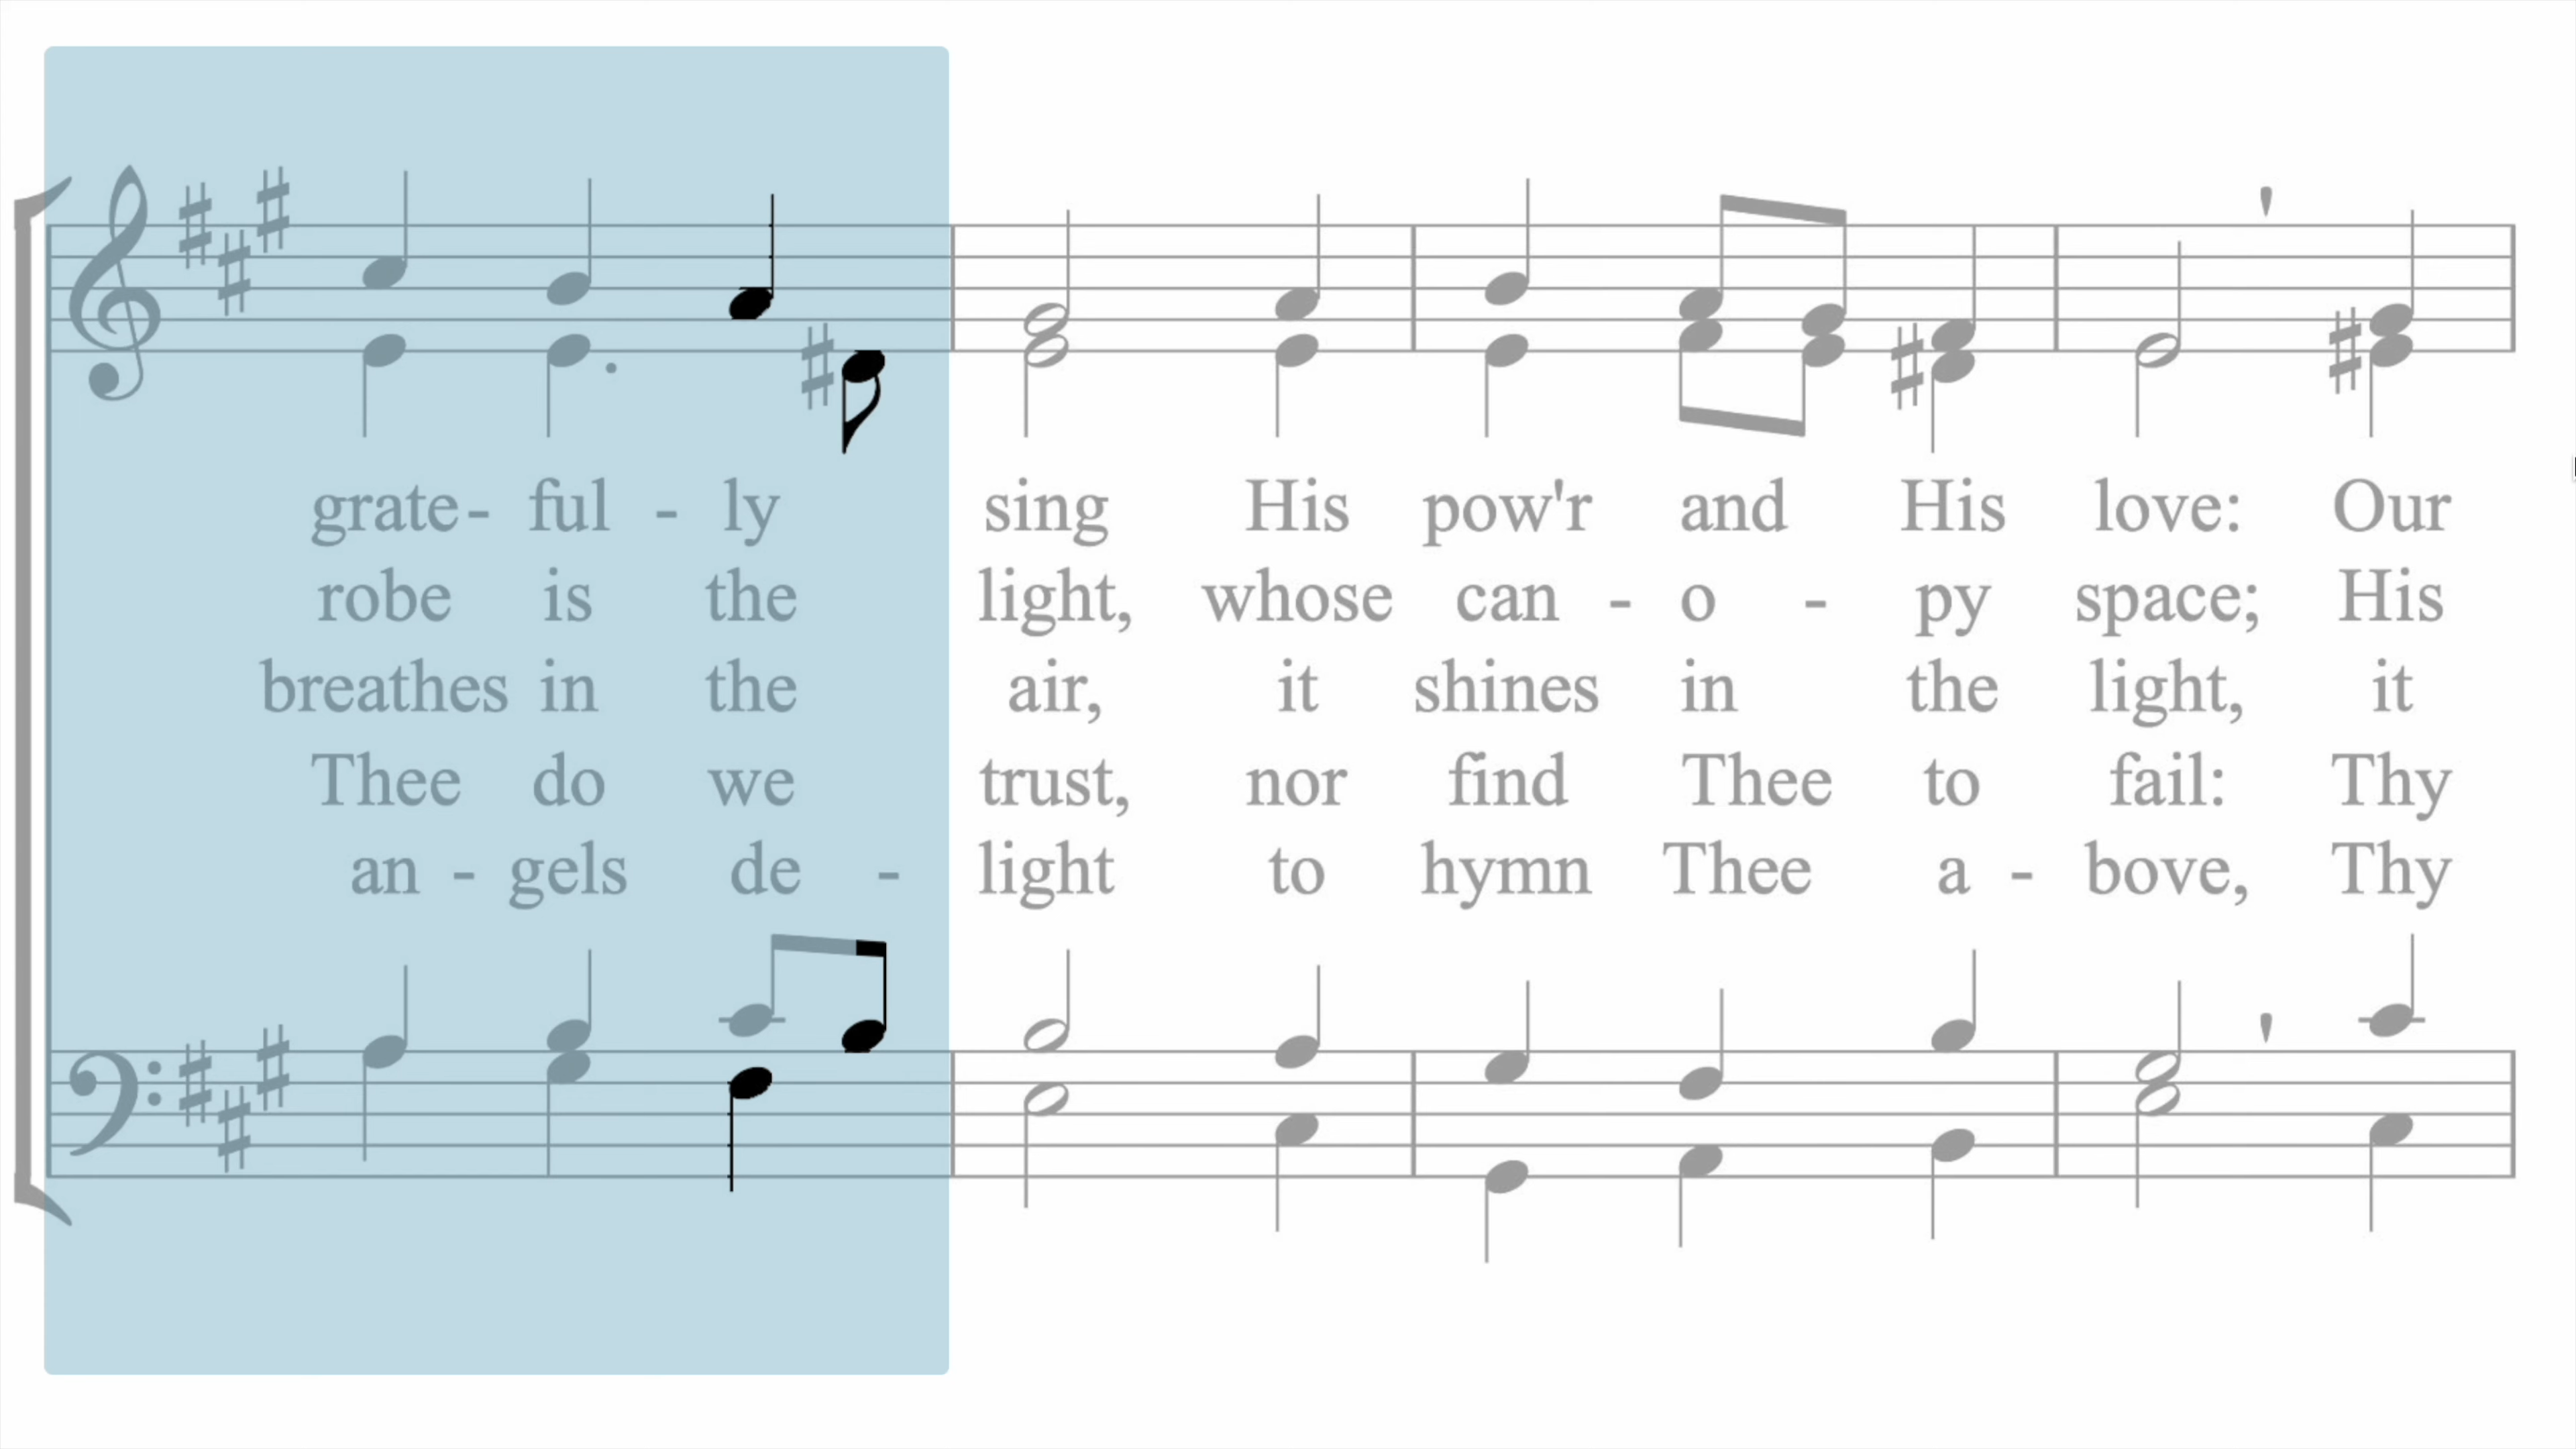 grate - ful - ly sing His pow'r and His love: Our
robe is the light, whose can - o - py space; His
breathes in the air, it shines in the light, it
Thee do we trust, nor find Thee to fail: Thy
an - gels de - light to hymn Thee a - bove, Thy